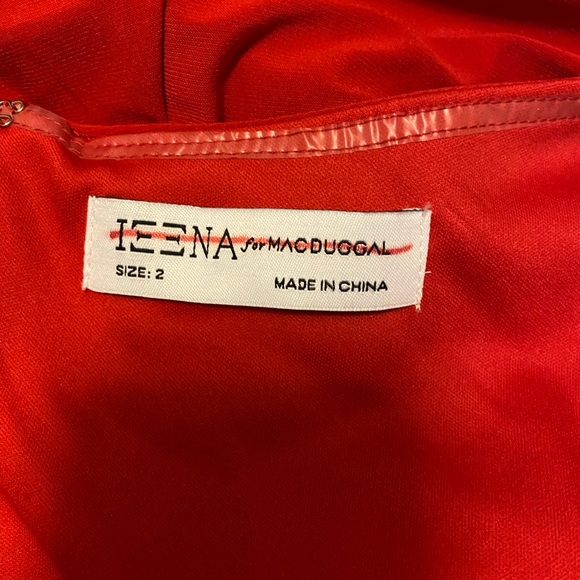 IEENA for MACDUGGAL
SIZE: 2
MADE IN CHINA